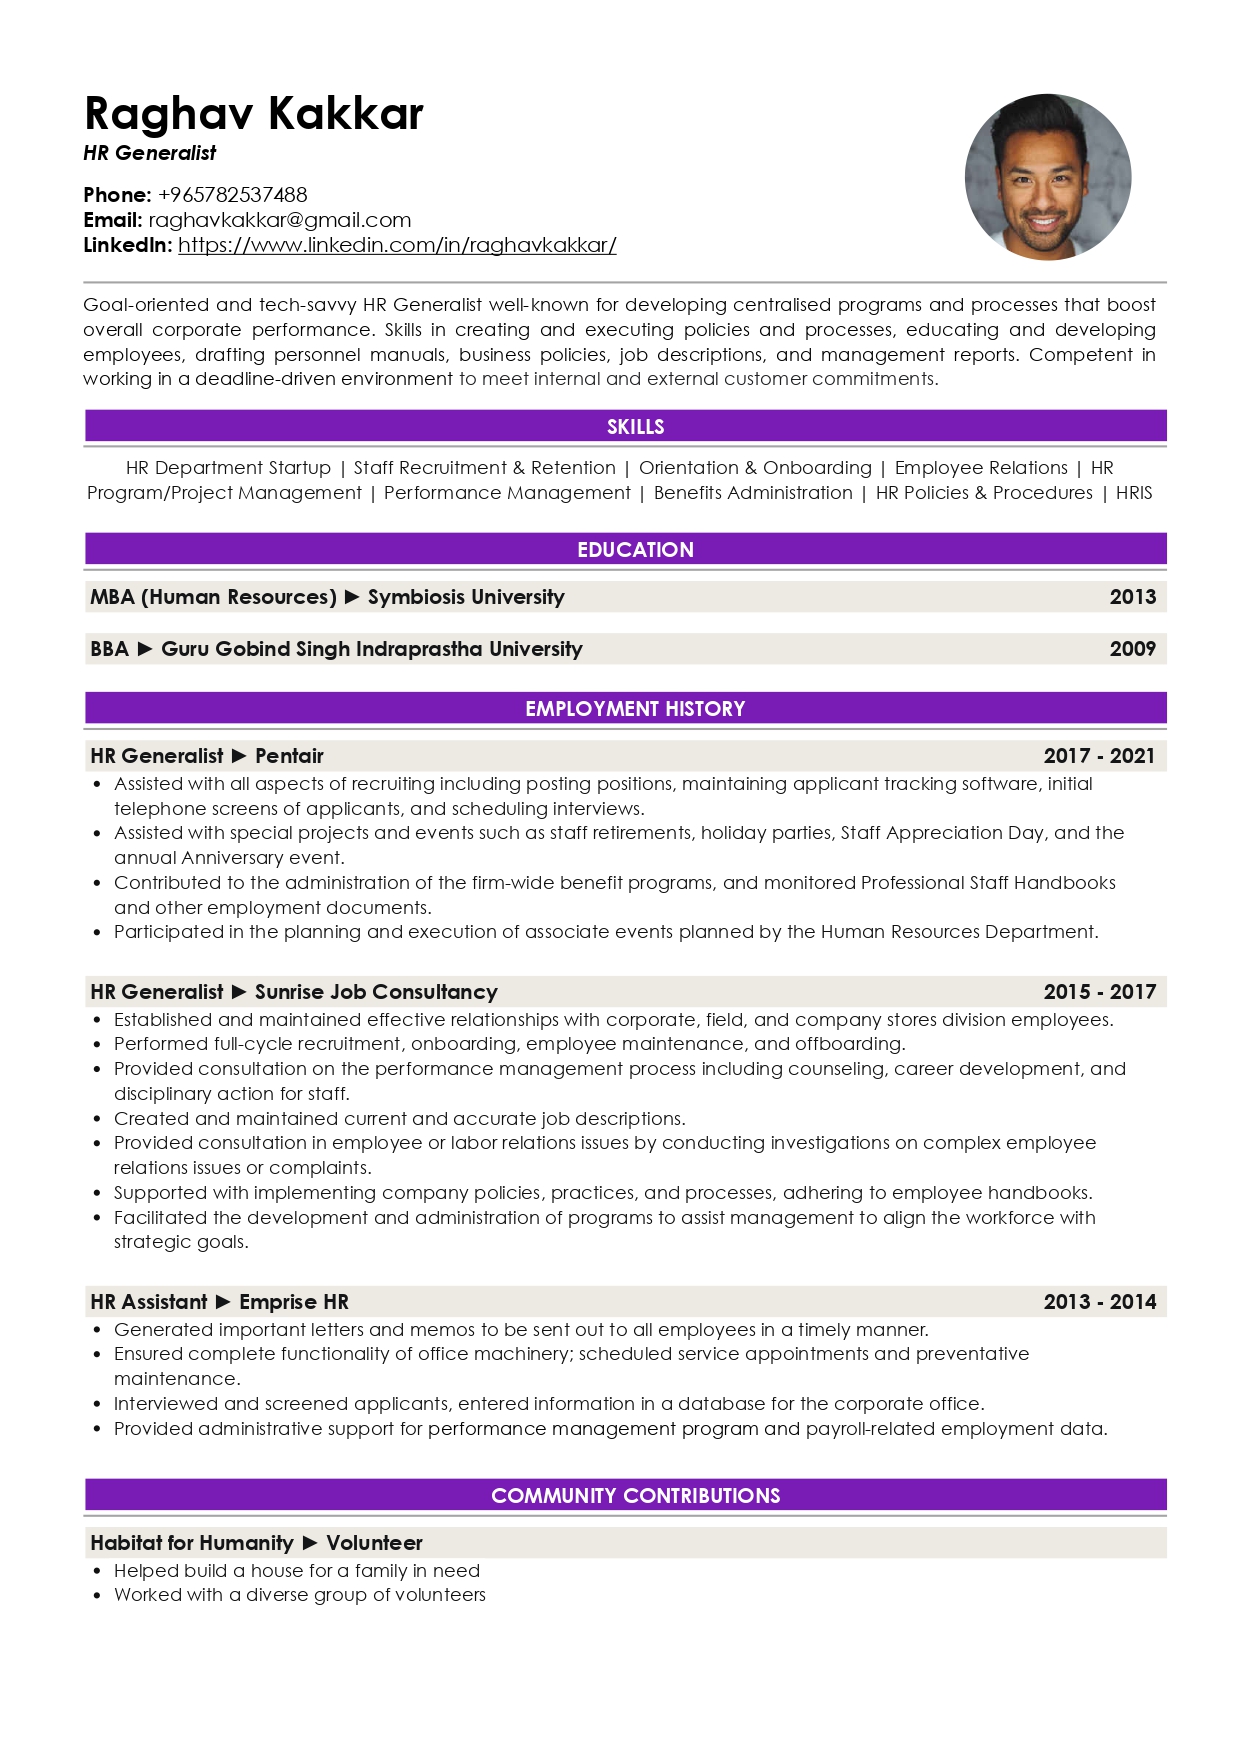 Raghav Kakkar
HR Generalist
Phone: +965782537488
Email: raghavkakkar@gmail.com
LinkedIn: https://www.linkedin.com/in/raghavkakkar/
Goal-oriented and tech-savvy HR Generalist well-known for developing centralised programs and processes that boost
overall corporate performance. Skills in creating and executing policies and processes, educating and developing
employees, drafting personnel manuals, business policies, job descriptions, and management reports. Competent in
working in a deadline-driven environment to meet internal and external customer commitments.
SKILLS
HR Department Startup | Staff Recruitment & Retention | Orientation & Onboarding | Employee Relations | HR
Program/Project Management | Performance Management | Benefits Administration | HR Policies & Procedures | HRIS
EDUCATION
MBA (Human Resources) ► Symbiosis University 2013
BBA ► Guru Gobind Singh Indraprastha University 2009
EMPLOYMENT HISTORY
HR Generalist ► Pentair 2017 - 2021
• Assisted with all aspects of recruiting including posting positions, maintaining applicant tracking software, initial
telephone screens of applicants, and scheduling interviews.
• Assisted with special projects and events such as staff retirements, holiday parties, Staff Appreciation Day, and the
annual Anniversary event.
• Contributed to the administration of the firm-wide benefit programs, and monitored Professional Staff Handbooks
and other employment documents.
• Participated in the planning and execution of associate events planned by the Human Resources Department.
HR Generalist ► Sunrise Job Consultancy 2015 - 2017
• Established and maintained effective relationships with corporate, field, and company stores division employees.
• Performed full-cycle recruitment, onboarding, employee maintenance, and offboarding.
• Provided consultation on the performance management process including counseling, career development, and
disciplinary action for staff.
• Created and maintained current and accurate job descriptions.
• Provided consultation in employee or labor relations issues by conducting investigations on complex employee
relations issues or complaints.
• Supported with implementing company policies, practices, and processes, adhering to employee handbooks.
• Facilitated the development and administration of programs to assist management to align the workforce with
strategic goals.
HR Assistant ► Emprise HR 2013 - 2014
• Generated important letters and memos to be sent out to all employees in a timely manner.
• Ensured complete functionality of office machinery; scheduled service appointments and preventative
maintenance.
• Interviewed and screened applicants, entered information in a database for the corporate office.
• Provided administrative support for performance management program and payroll-related employment data.
COMMUNITY CONTRIBUTIONS
Habitat for Humanity ► Volunteer
• Helped build a house for a family in need
• Worked with a diverse group of volunteers